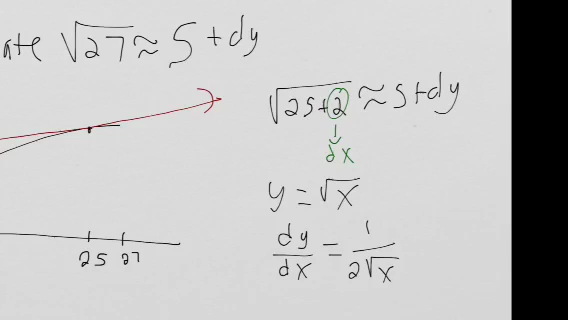 ate √27 ≈ 5 + dy
√25+2 ≈ 5+dy
dx
y = √x
dy/dx = 1/2√x
25 27